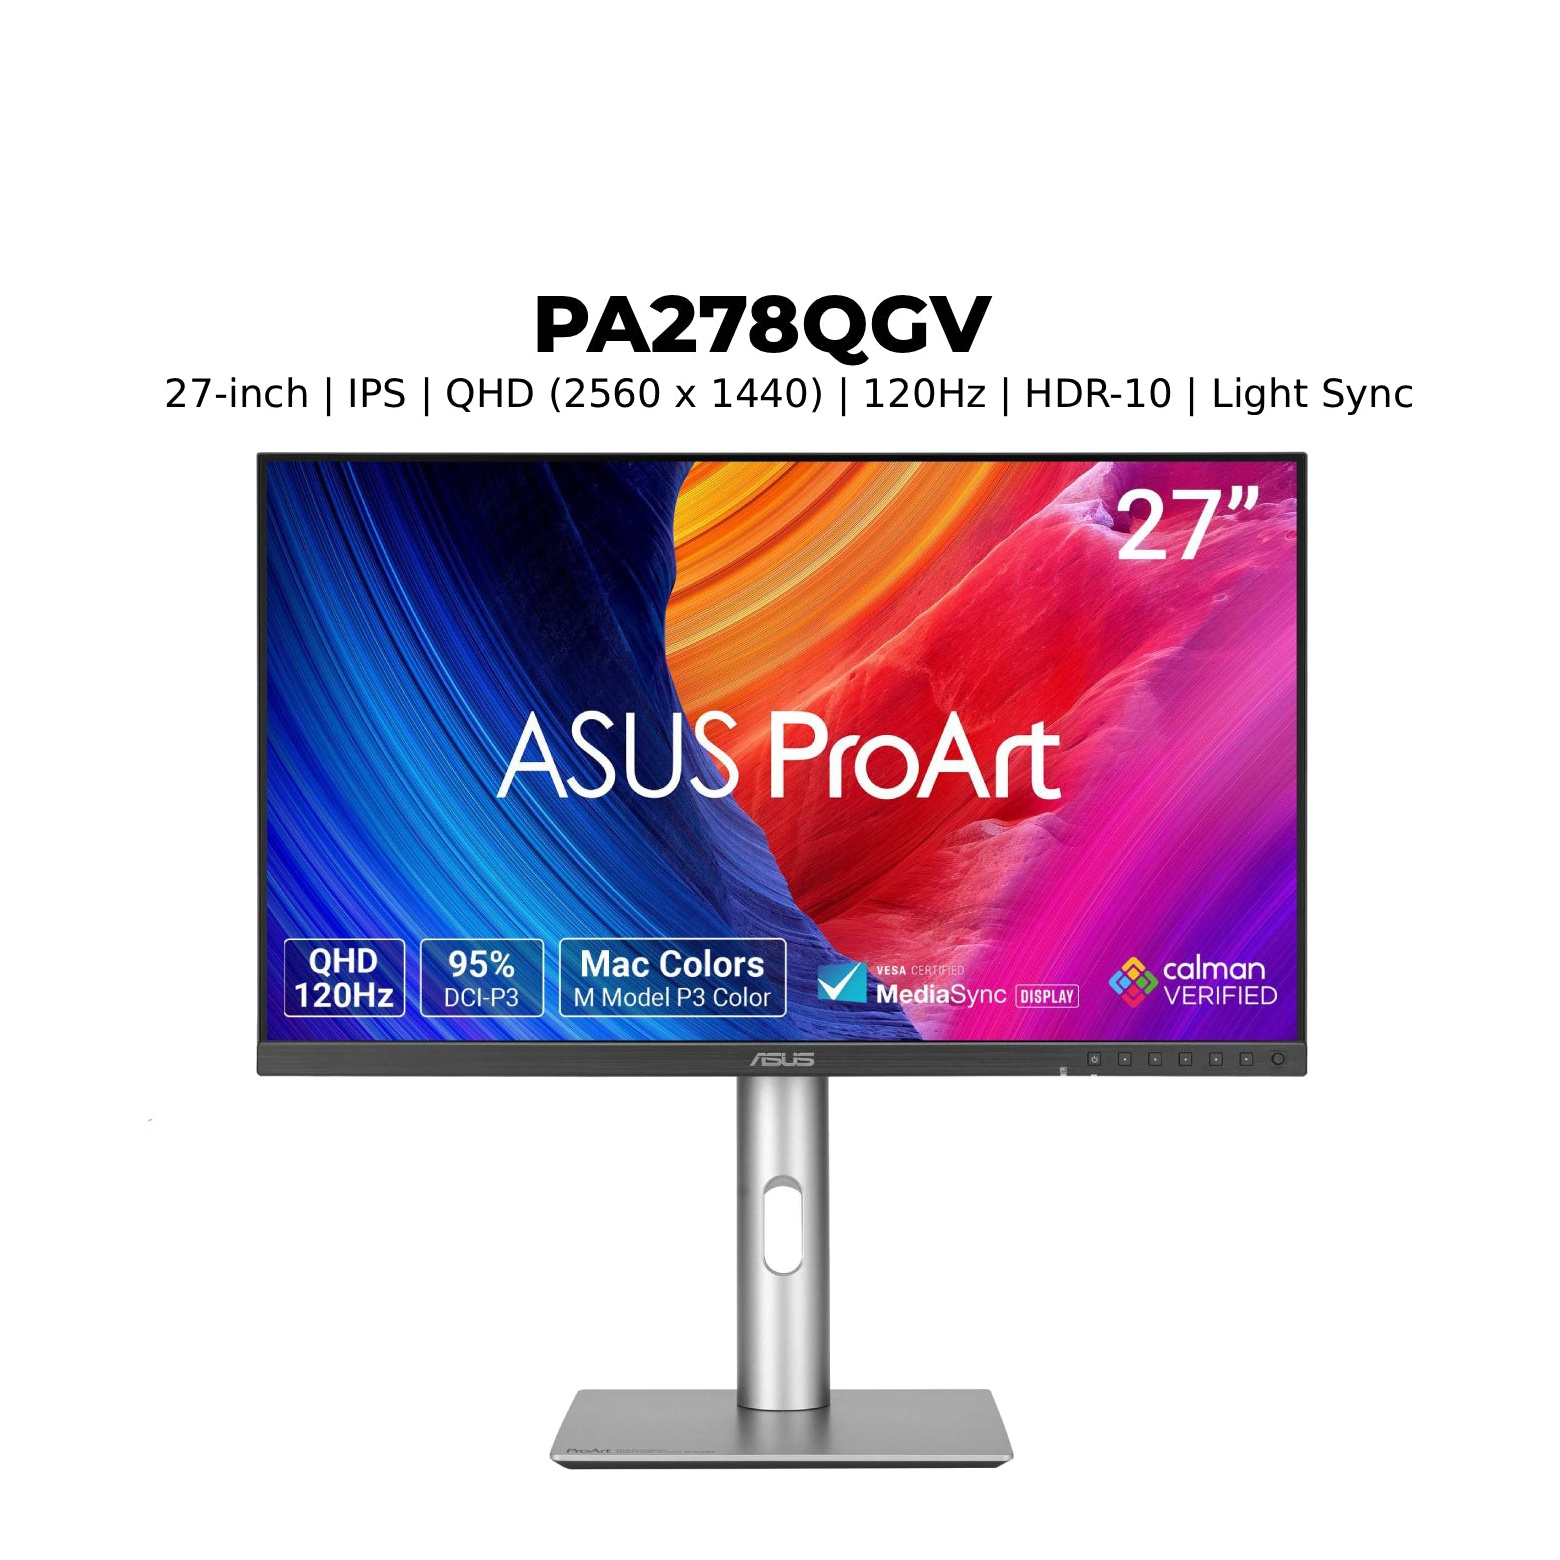 PA278QGV
27-inch | IPS | QHD (2560 x 1440) | 120Hz | HDR-10 | Light Sync
27”
ASUS ProArt
QHD
120Hz
95%
DCI-P3
Mac Colors
M Model P3 Color
VESA CERTIFIED
MediaSync DISPLAY
calman
VERIFIED
ASUS
ProArt